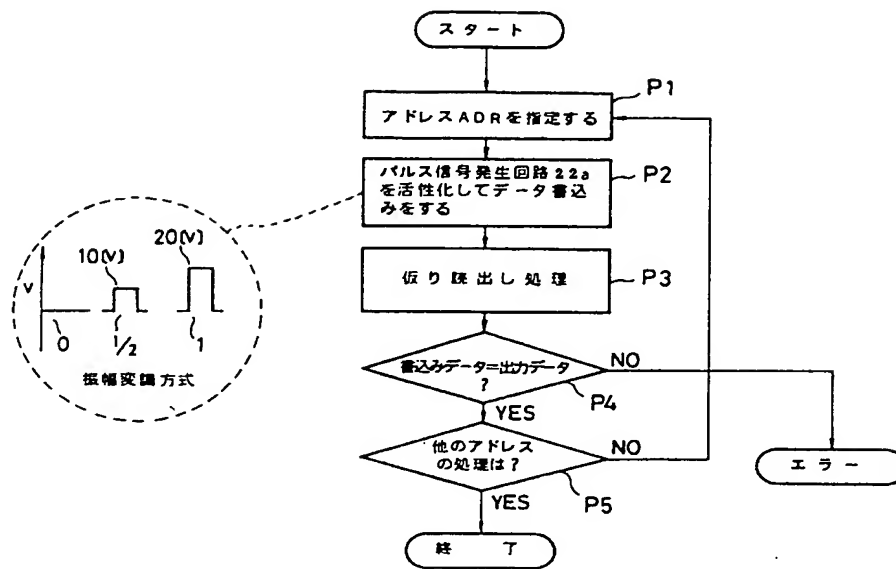 スタート
P1
アドレスADRを指定する
パルス信号発生回路22a
を活性化してデータ書込
みをする
P2
仮り読出し処理
P3
書込みデータ=出力データ
?
NO
P4
YES
他のアドレス
の処理は?
NO
P5
YES
エラー
終了
20(V)
10(V)
V
0
1/2
1
振幅変調方式